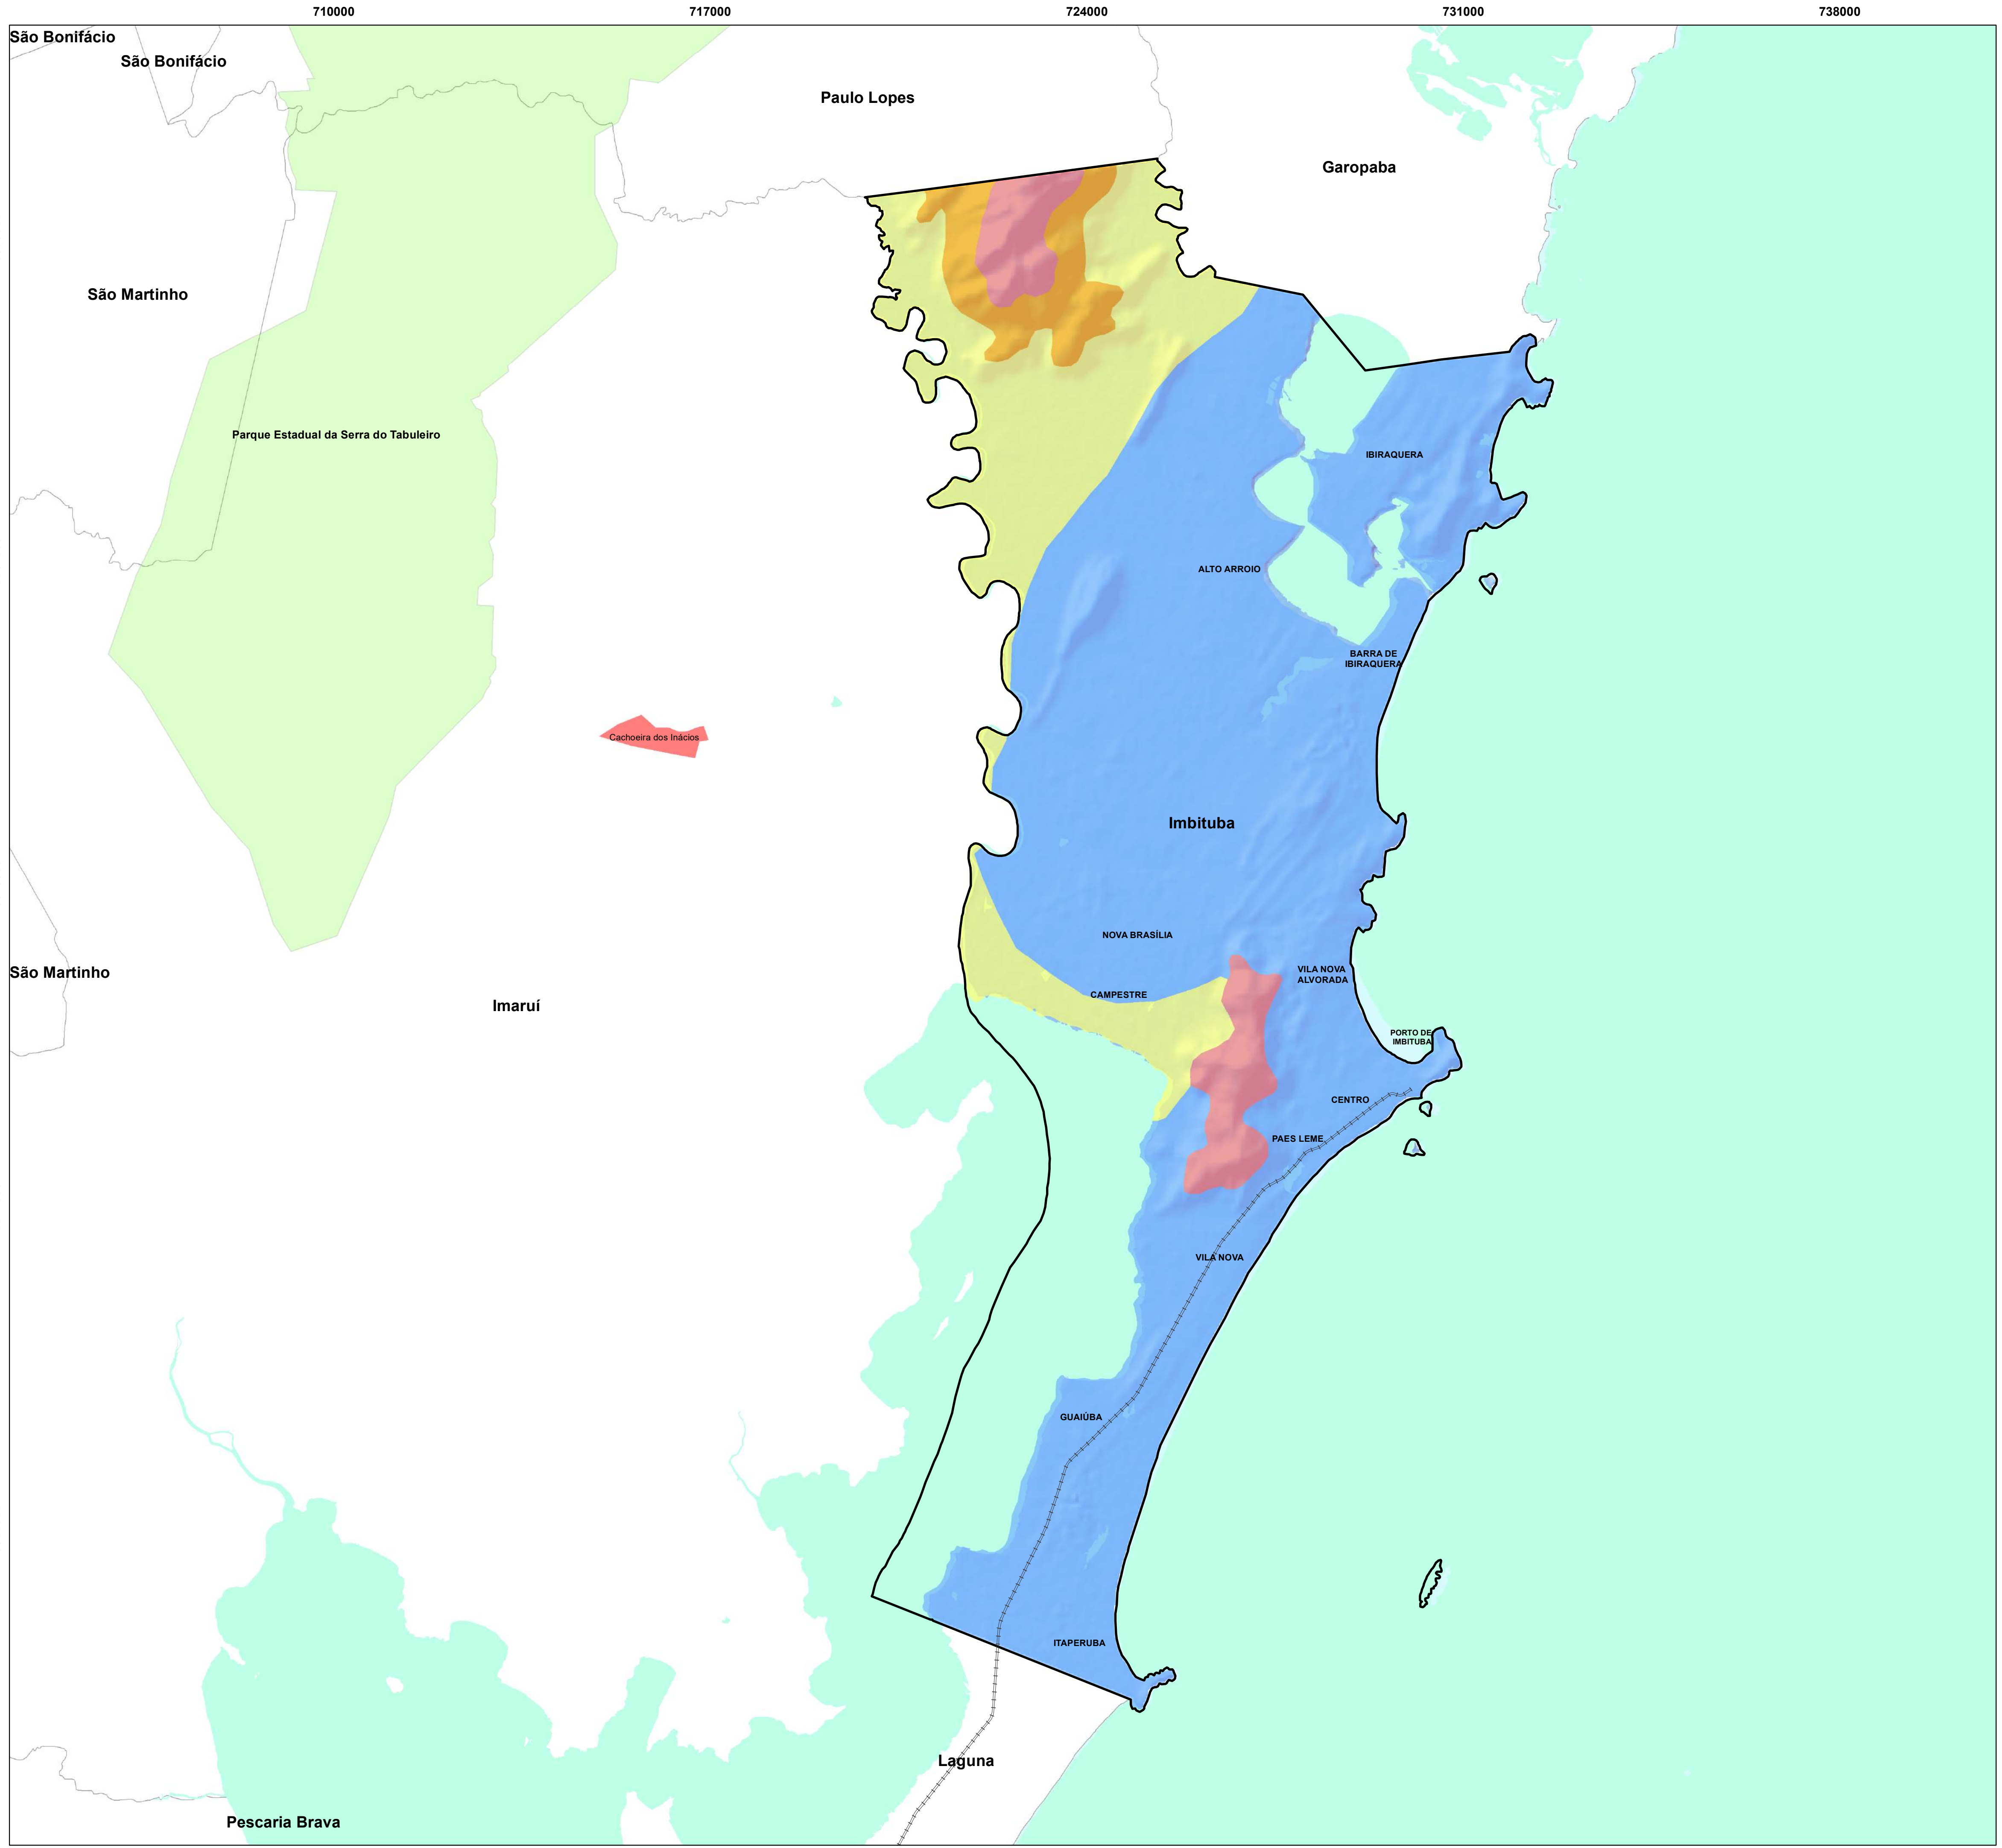 710000 717000 724000 731000 738000
São Bonifácio
São Bonifácio
Paulo Lopes
Garopaba
São Martinho
Parque Estadual da Serra do Tabuleiro
IBIRAQUERA
ALTO ARROIO
BARRA DE
IBIRAQUERA
Cachoeira dos Inácios
Imbituba
NOVA BRASÍLIA
São Martinho
VILA NOVA
ALVORADA
CAMPESTRE
Imaruí
PORTO DE
IMBITUBA
CENTRO
PAES LEME
VILA NOVA
GUAIÚBA
ITAPERUBA
Laguna
Pescaria Brava